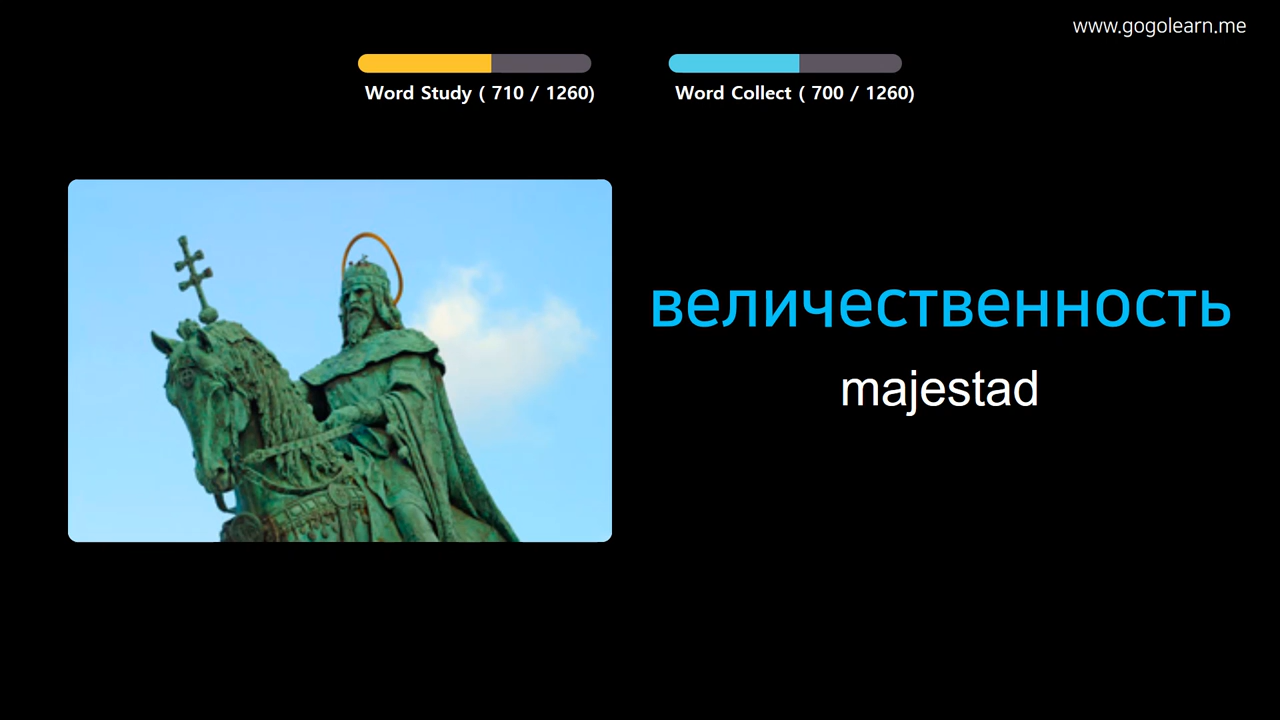 www.gogolearn.me
Word Study ( 710 / 1260)
Word Collect ( 700 / 1260)
величественность
majestad